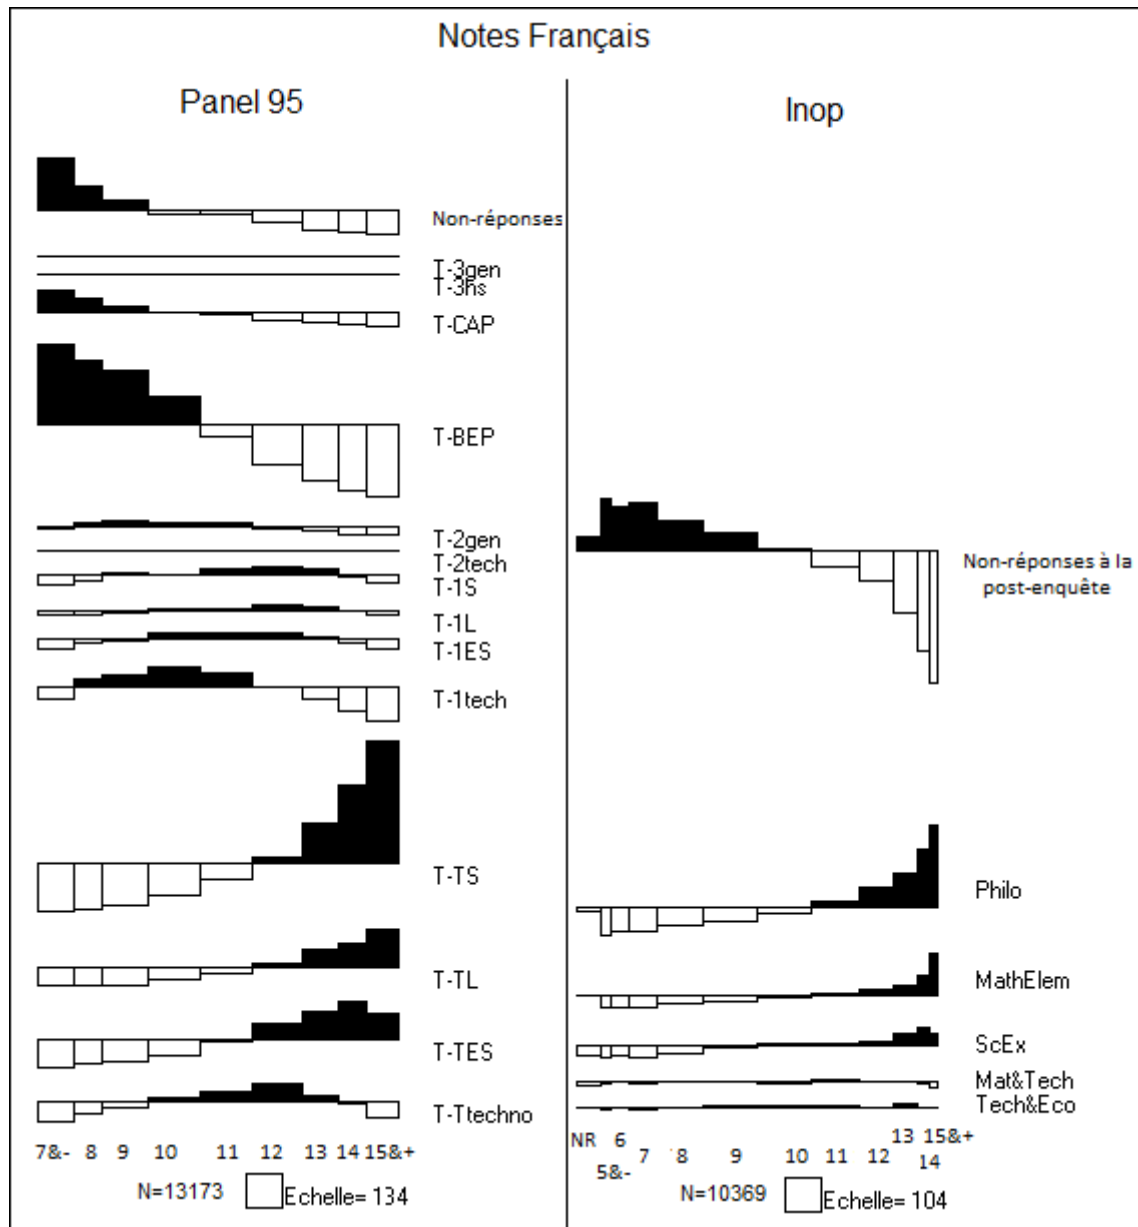 Notes Français
Panel 95
Non-réponses
T-3gen
T-3hs
T-CAP
T-BEP
T-2gen
T-2tech
T-1S
T-1L
T-1ES
T-1tech
T-TS
T-TL
T-TES
T-Ttechno
7&- 8 9 10 11 12 13 14 15&+
N=13173 Echelle= 134
Inop
Non-réponses à la
post-enquête
Philo
MathElem
ScEx
Mat&Tech
Tech&Eco
NR 5&- 6 7 8 9 10 11 12 13 14 15&+
N=10369 Echelle= 104